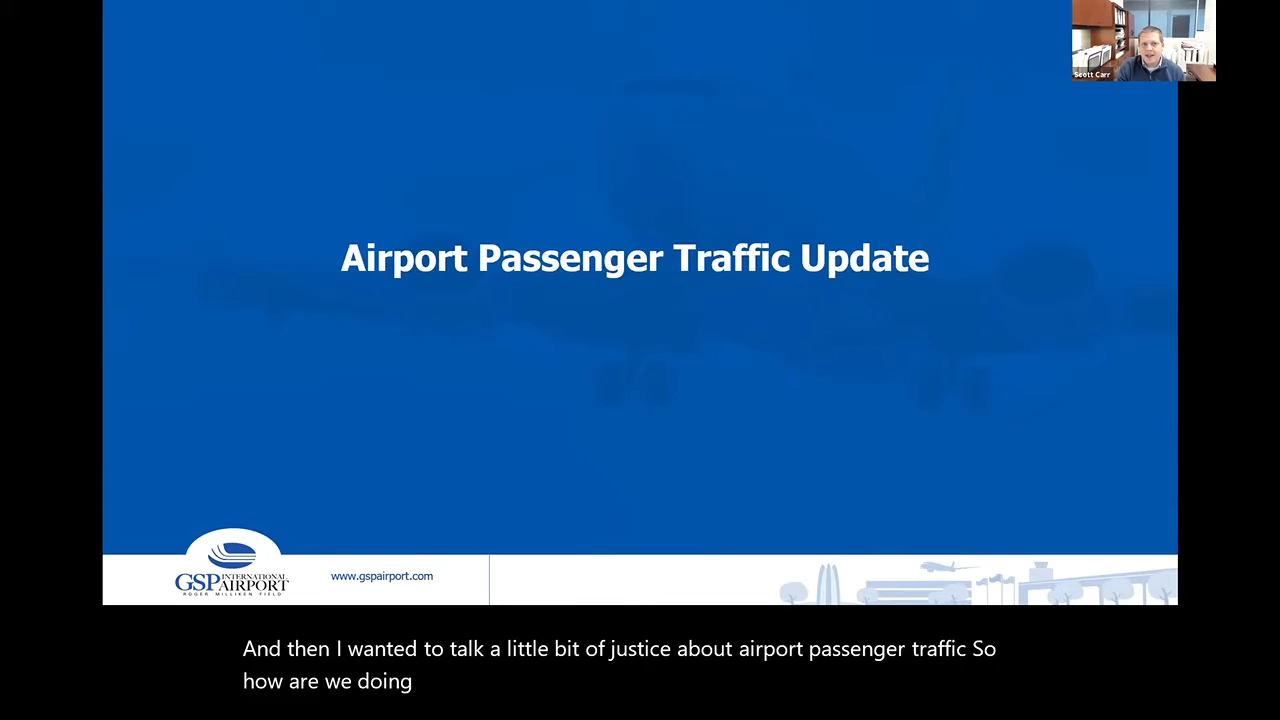 Scott Carr
Airport Passenger Traffic Update
GSP INTERNATIONAL AIRPORT
ROGER MILLIKEN FIELD
www.gspairport.com
And then I wanted to talk a little bit of justice about airport passenger traffic So
how are we doing